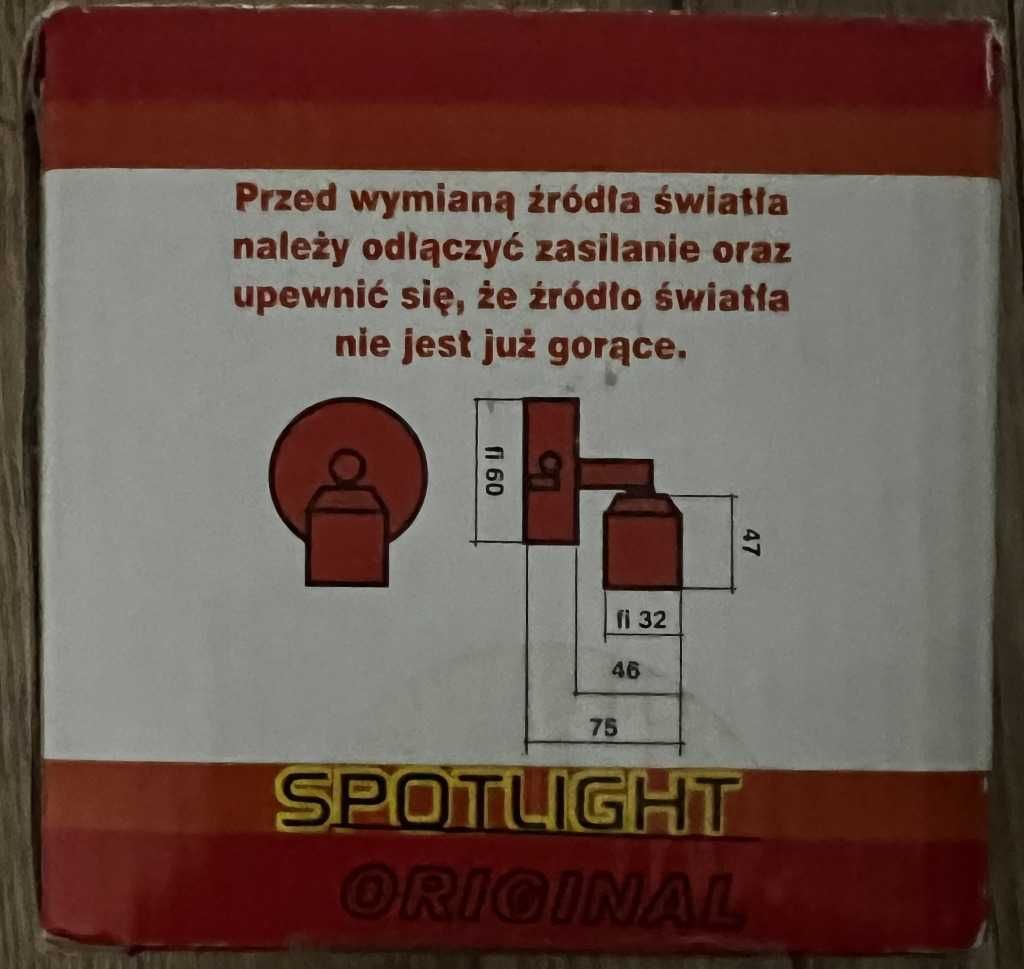 Przed wymianą źródła światła
należy odłączyć zasilanie oraz
upewnić się, że źródło światła
nie jest już gorące.
fi 60
47
fi 32
46
75
SPOTLIGHT
ORIGINAL